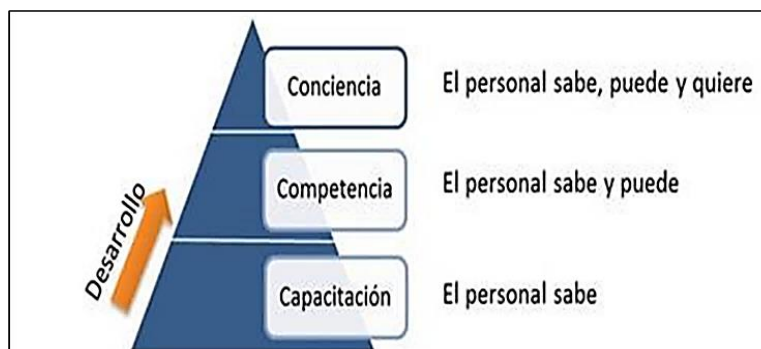 Conciencia
El personal sabe, puede y quiere
Competencia
El personal sabe y puede
Desarrollo
Capacitación
El personal sabe